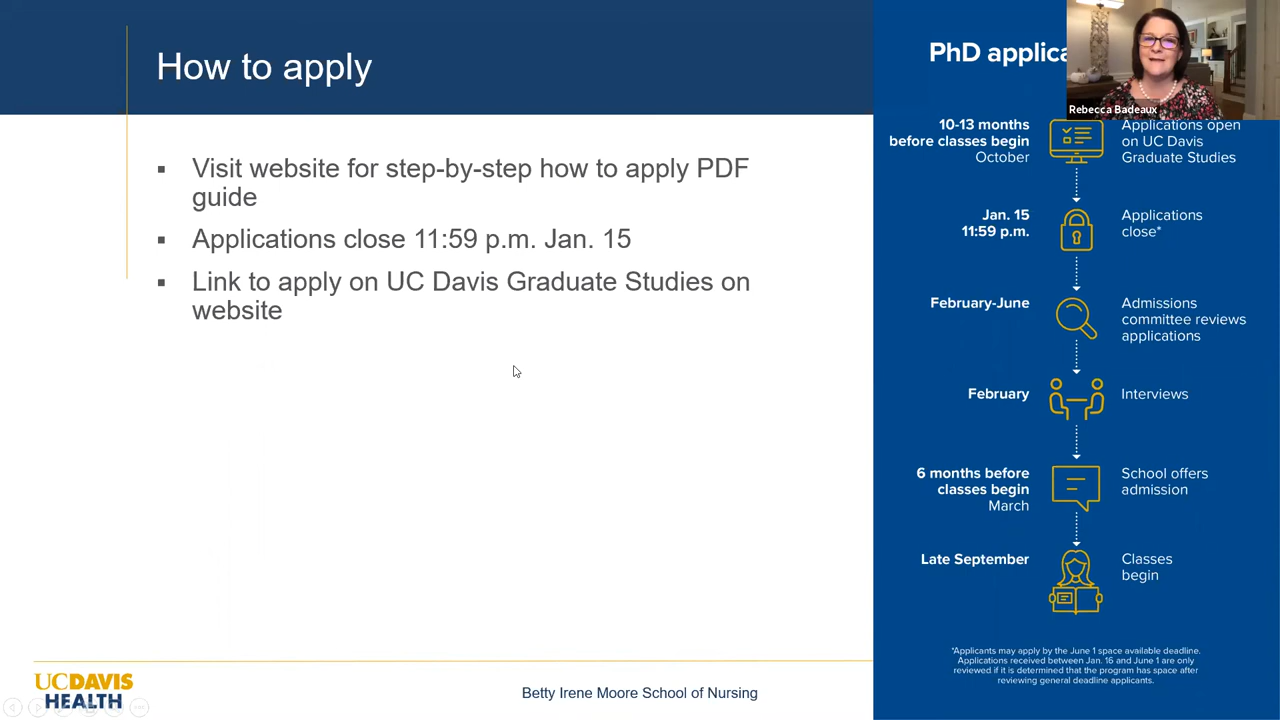 How to apply
▪ Visit website for step-by-step how to apply PDF
guide
▪ Applications close 11:59 p.m. Jan. 15
▪ Link to apply on UC Davis Graduate Studies on
website
UCDAVIS
HEALTH
Betty Irene Moore School of Nursing
PhD applica
Rebecca Badeaux
10-13 months
before classes begin
October
Applications open
on UC Davis
Graduate Studies
Jan. 15
11:59 p.m.
Applications
close*
February-June
Admissions
committee reviews
applications
February
Interviews
6 months before
classes begin
March
School offers
admission
Late September
Classes
begin
*Applicants may apply by the June 1 space available deadline.
Applications received between Jan. 16 and June 1 are only
reviewed if it is determined that the program has space after
reviewing general deadline applicants.